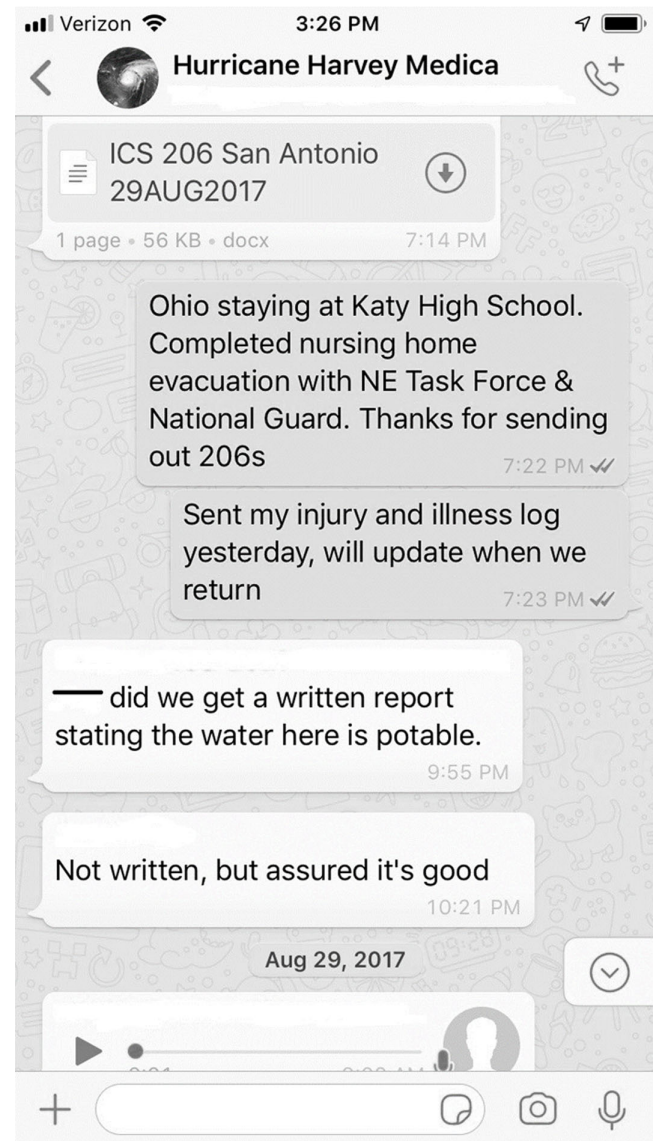 Verizon 3:26 PM
Hurricane Harvey Medica
ICS 206 San Antonio
29AUG2017
1 page • 56 KB • docx 7:14 PM
Ohio staying at Katy High School.
Completed nursing home
evacuation with NE Task Force &
National Guard. Thanks for sending
out 206s
7:22 PM
Sent my injury and illness log
yesterday, will update when we
return
7:23 PM
did we get a written report
stating the water here is potable.
9:55 PM
Not written, but assured it's good
10:21 PM
Aug 29, 2017